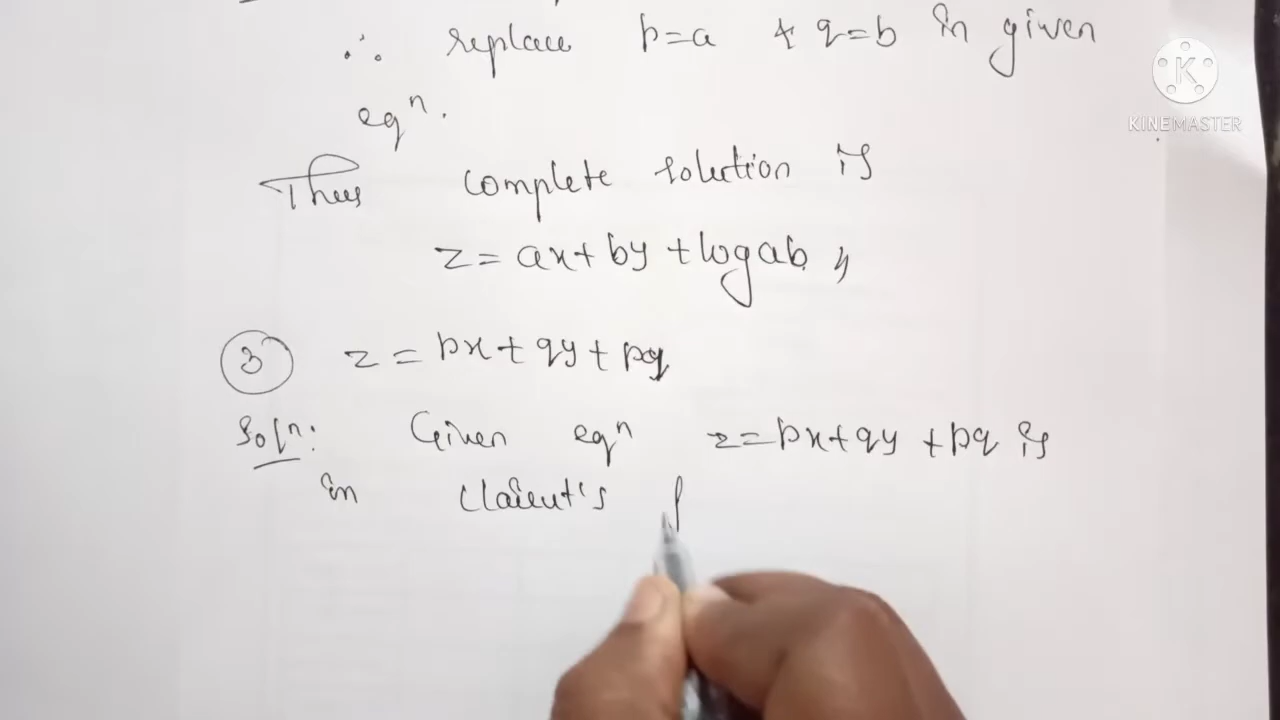 ∴ replace p=a & q=b in given
eqⁿ.
Thus complete solution is
z = ax + by + log ab //
③ z = px + qy + pq
Solⁿ: Given eqⁿ z = px + qy + pq is
in Claieut's f
K
KINEMASTER